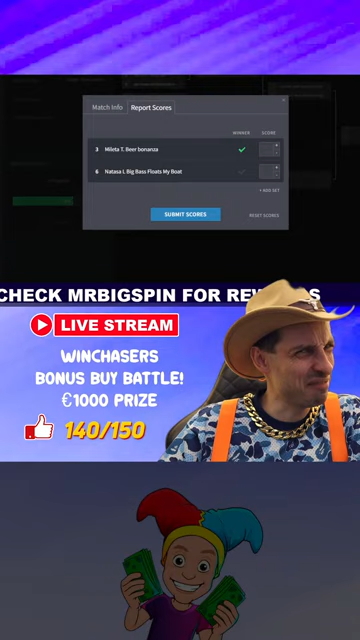 Match Info Report Scores
WINNER SCORE
3 Mileta T. Beer bonanza
6 Natasa I. Big Bass Floats My Boat
+ ADD SET
SUBMIT SCORES
RESET SCORES
CHECK MRBIGSPIN FOR REW
S
LIVE STREAM
WINCHASERS
BONUS BUY BATTLE!
€1000 PRIZE
140/150